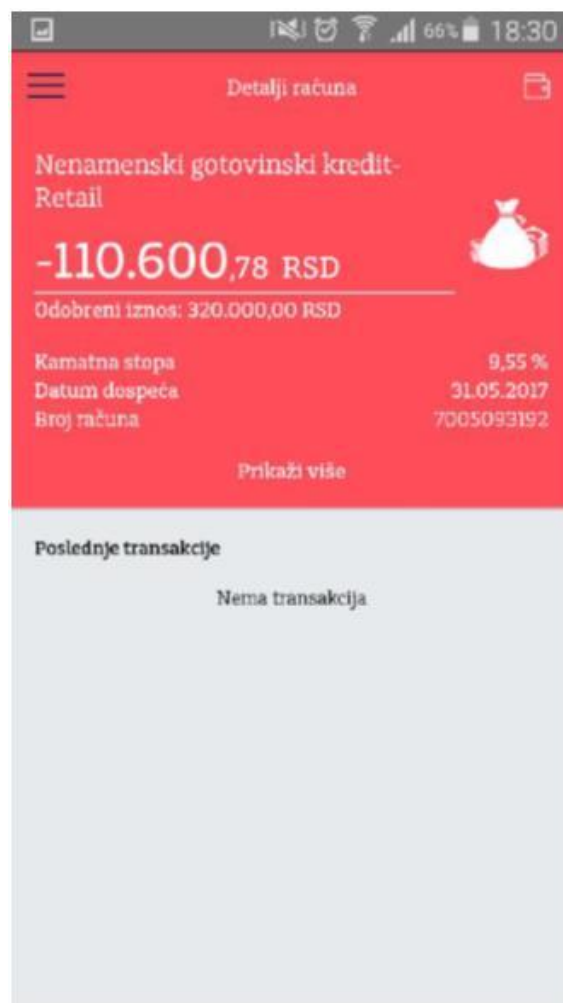 66% 18:30
Detalji računa
Nenamenski gotovinski kredit-
Retail
-110.600,78 RSD
Odobreni iznos: 320.000,00 RSD
Kamatna stopa 9,55 %
Datum dospeća 31.05.2017
Broj računa 7005093192
Prikaži više
Poslednje transakcije
Nema transakcija